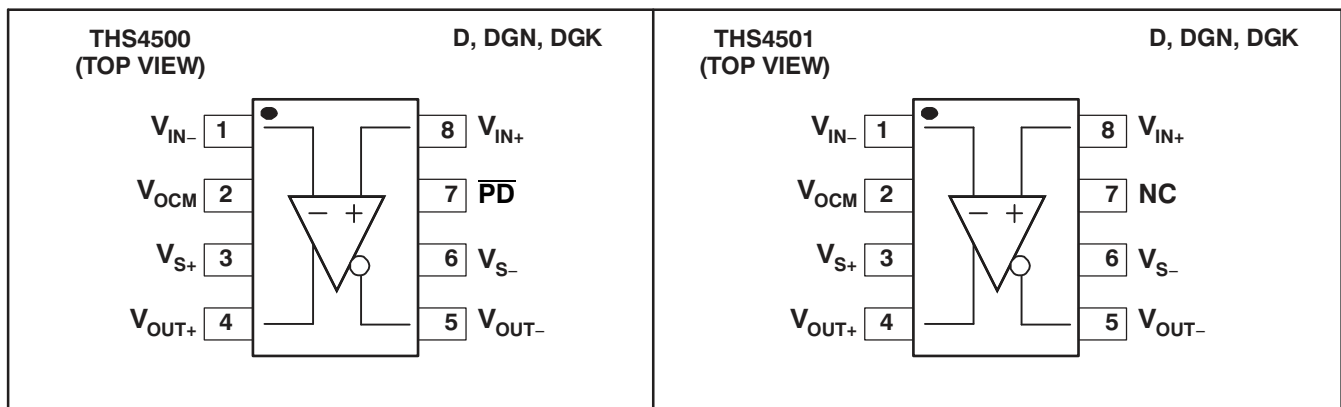 THS4500 D, DGN, DGK
(TOP VIEW)
V_IN– 1 8 V_IN+
V_OCM 2 7 P̅D̅
– +
V_S+ 3 6 V_S–
V_OUT+ 4 5 V_OUT–
THS4501 D, DGN, DGK
(TOP VIEW)
V_IN– 1 8 V_IN+
V_OCM 2 7 NC
– +
V_S+ 3 6 V_S–
V_OUT+ 4 5 V_OUT–